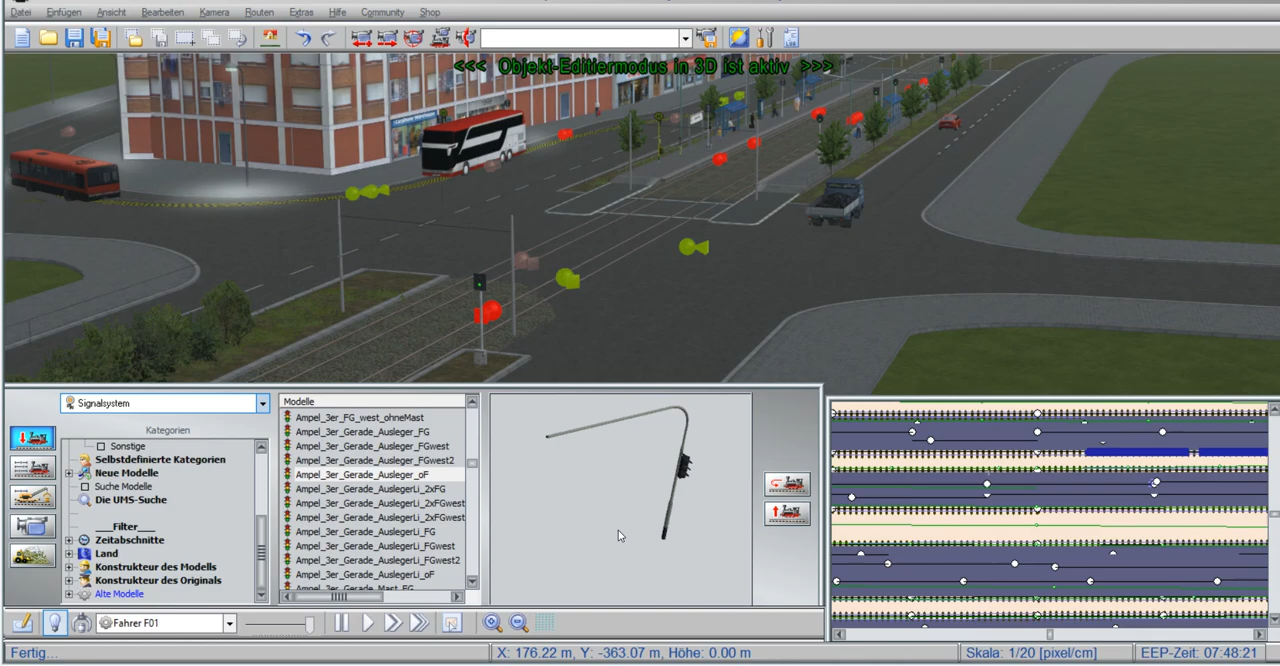 Datei Einfügen Ansicht Bearbeiten Kamera Routen Extras Hilfe Community Shop
<<< Objekt-Editiermodus in 3D ist aktiv >>>
Signalsystem
Kategorien
Sonstige
Selbstdefinierte Kategorien
Neue Modelle
Suche Modelle
Die UMS-Suche
___Filter___
Zeitabschnitte
Land
Konstrukteur des Modells
Konstrukteur des Originals
Alte Modelle
Modelle
Ampel_3er_FG_west_ohneMast
Ampel_3er_Gerade_Ausleger_FG
Ampel_3er_Gerade_Ausleger_FGwest
Ampel_3er_Gerade_Ausleger_FGwest2
Ampel_3er_Gerade_Ausleger_oF
Ampel_3er_Gerade_AuslegerLi_2xFG
Ampel_3er_Gerade_AuslegerLi_2xFGwest
Ampel_3er_Gerade_AuslegerLi_2xFGwest
Ampel_3er_Gerade_AuslegerLi_FG
Ampel_3er_Gerade_AuslegerLi_FGwest
Ampel_3er_Gerade_AuslegerLi_FGwest2
Ampel_3er_Gerade_AuslegerLi_oF
Ampel_3er_Gerade_Mast_FG
Fahrer F01
Fertig...
X: 176.22 m, Y: -363.07 m, Höhe: 0.00 m
Skala: 1/20 [pixel/cm]
EEP-Zeit: 07:48:21